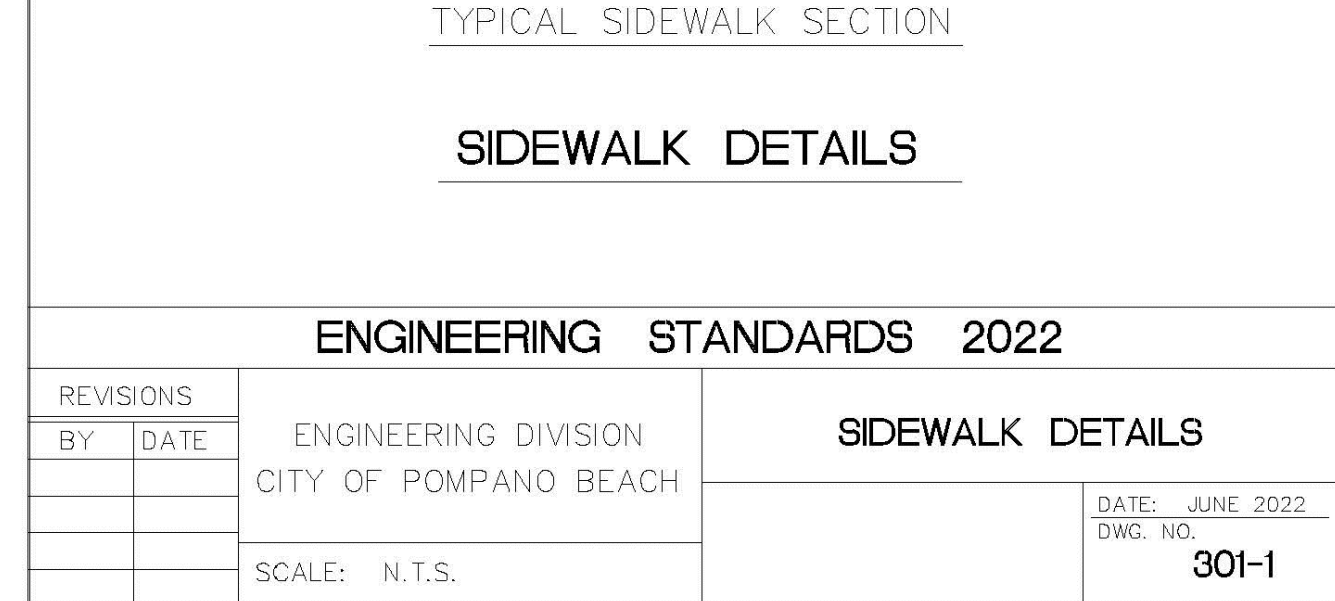 TYPICAL SIDEWALK SECTION
SIDEWALK DETAILS
ENGINEERING STANDARDS 2022
REVISIONS
BY DATE
ENGINEERING DIVISION
CITY OF POMPANO BEACH
SCALE: N.T.S.
SIDEWALK DETAILS
DATE: JUNE 2022
DWG. NO.
301-1